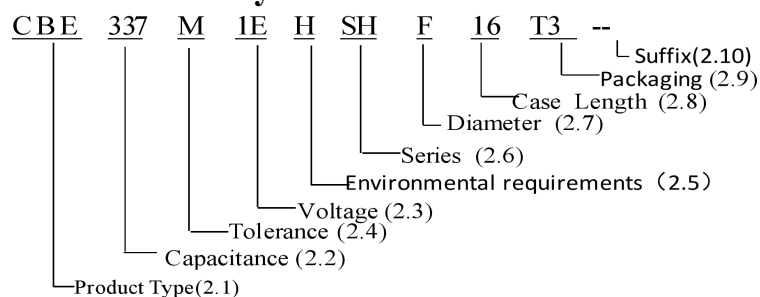 CBE 337 M 1E H SH F 16 T3 --
Suffix(2.10)
Packaging (2.9)
Case Length (2.8)
Diameter (2.7)
Series (2.6)
Environmental requirements（2.5）
Voltage (2.3)
Tolerance (2.4)
Capacitance (2.2)
Product Type(2.1)